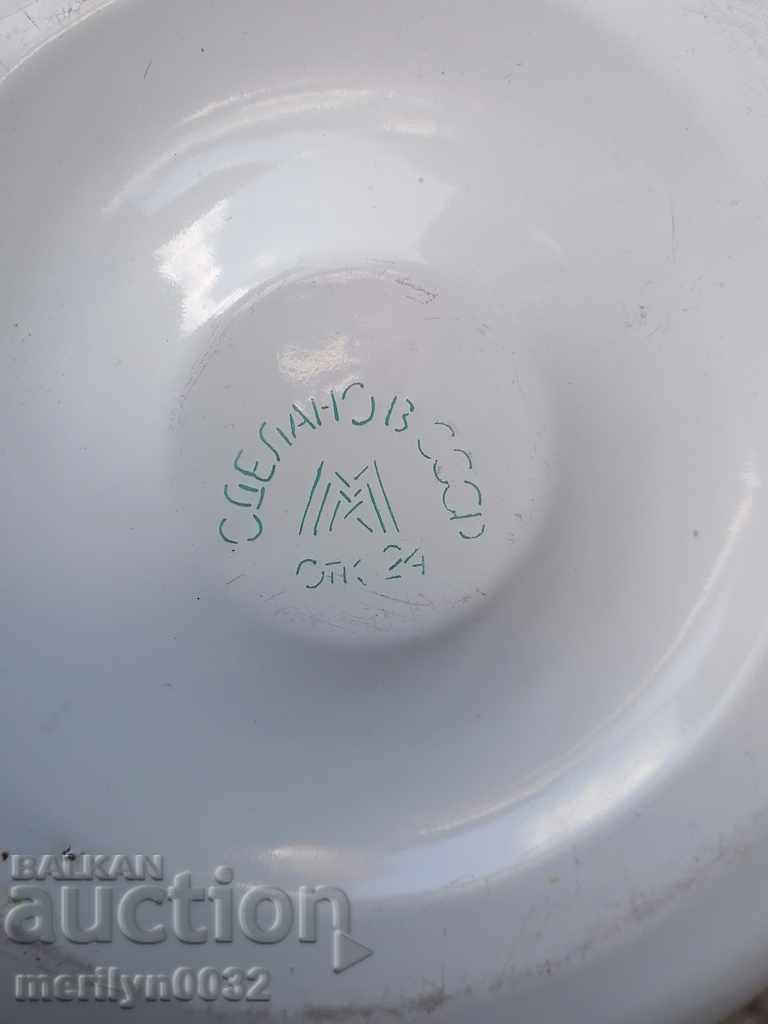 СДЕЛАНО В СССР
М
ОТК 24
BALKAN
auction
merilyn0032